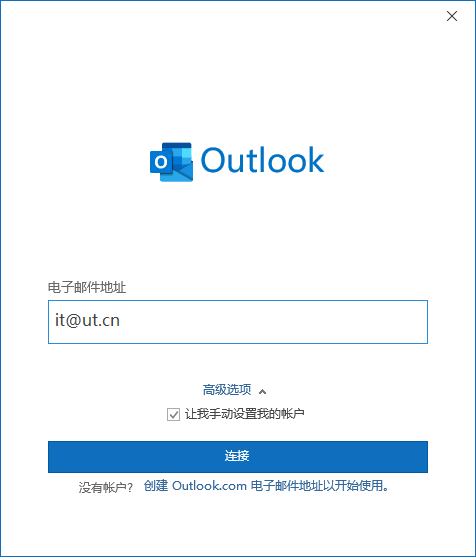 Outlook
电子邮件地址
it@ut.cn
高级选项
让我手动设置我的帐户
连接
没有帐户? 创建 Outlook.com 电子邮件地址以开始使用。